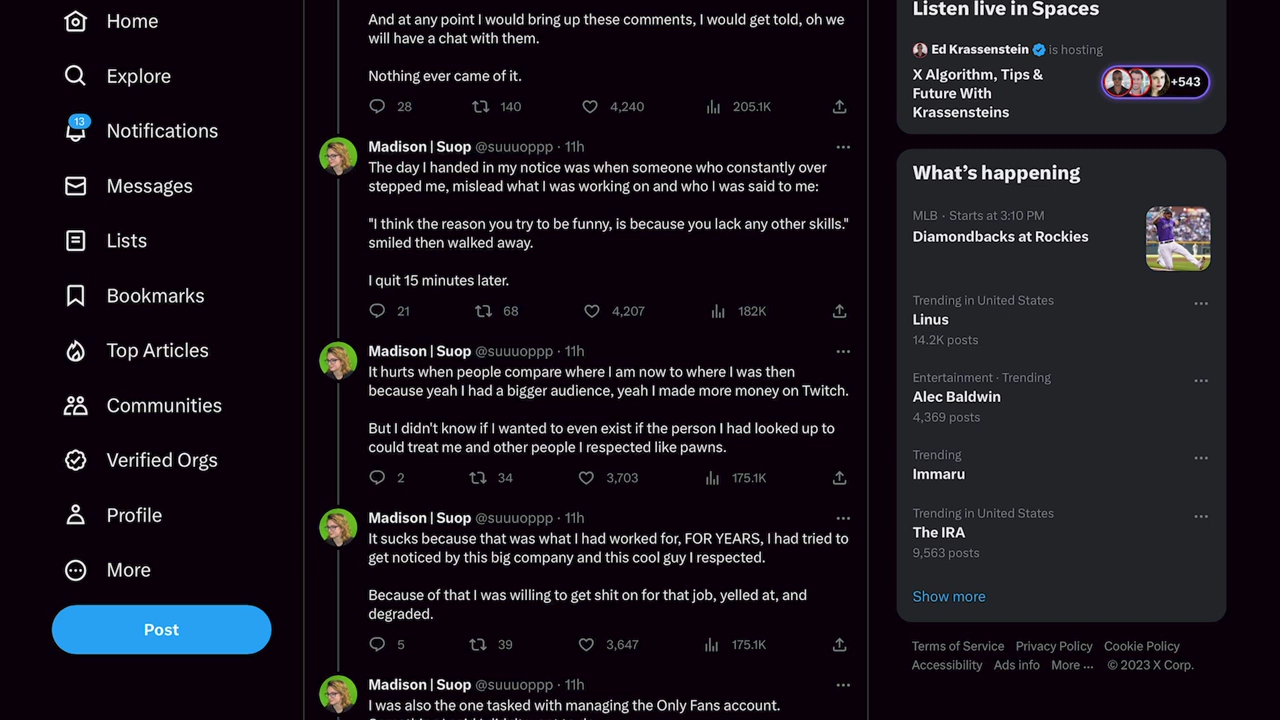 Home
Explore
13
Notifications
Messages
Lists
Bookmarks
Top Articles
Communities
Verified Orgs
Profile
More
Post
And at any point I would bring up these comments, I would get told, oh we
will have a chat with them.
Nothing ever came of it.
28 140 4,240 205.1K
Madison | Suop @suuuoppp · 11h
The day I handed in my notice was when someone who constantly over
stepped me, mislead what I was working on and who I was said to me:
"I think the reason you try to be funny, is because you lack any other skills."
smiled then walked away.
I quit 15 minutes later.
21 68 4,207 182K
Madison | Suop @suuuoppp · 11h
It hurts when people compare where I am now to where I was then
because yeah I had a bigger audience, yeah I made more money on Twitch.
But I didn't know if I wanted to even exist if the person I had looked up to
could treat me and other people I respected like pawns.
2 34 3,703 175.1K
Madison | Suop @suuuoppp · 11h
It sucks because that was what I had worked for, FOR YEARS, I had tried to
get noticed by this big company and this cool guy I respected.
Because of that I was willing to get shit on for that job, yelled at, and
degraded.
5 39 3,647 175.1K
Madison | Suop @suuuoppp · 11h
I was also the one tasked with managing the Only Fans account.
Listen live in Spaces
Ed Krassenstein is hosting
X Algorithm, Tips &
Future With
Krassensteins
+543
What's happening
MLB · Starts at 3:10 PM
Diamondbacks at Rockies
Trending in United States
Linus
14.2K posts
Entertainment · Trending
Alec Baldwin
4,369 posts
Trending
Immaru
Trending in United States
The IRA
9,563 posts
Show more
Terms of Service Privacy Policy Cookie Policy
Accessibility Ads info More ... © 2023 X Corp.